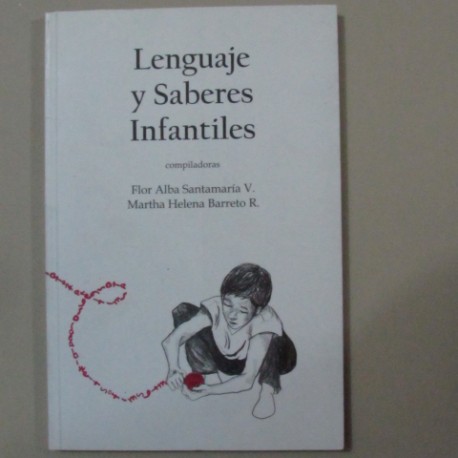 Lenguaje
y Saberes
Infantiles
compiladoras
Flor Alba Santamaría V.
Martha Helena Barreto R.